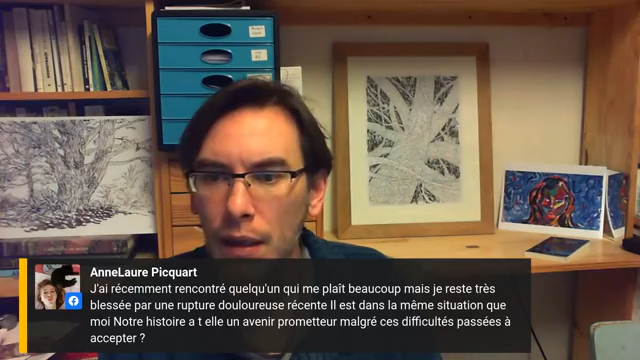 AnneLaure Picquart
J'ai récemment rencontré quelqu'un qui me plaît beaucoup mais je reste très
blessée par une rupture douloureuse récente Il est dans la même situation que
moi Notre histoire a t elle un avenir prometteur malgré ces difficultés passées à
accepter ?